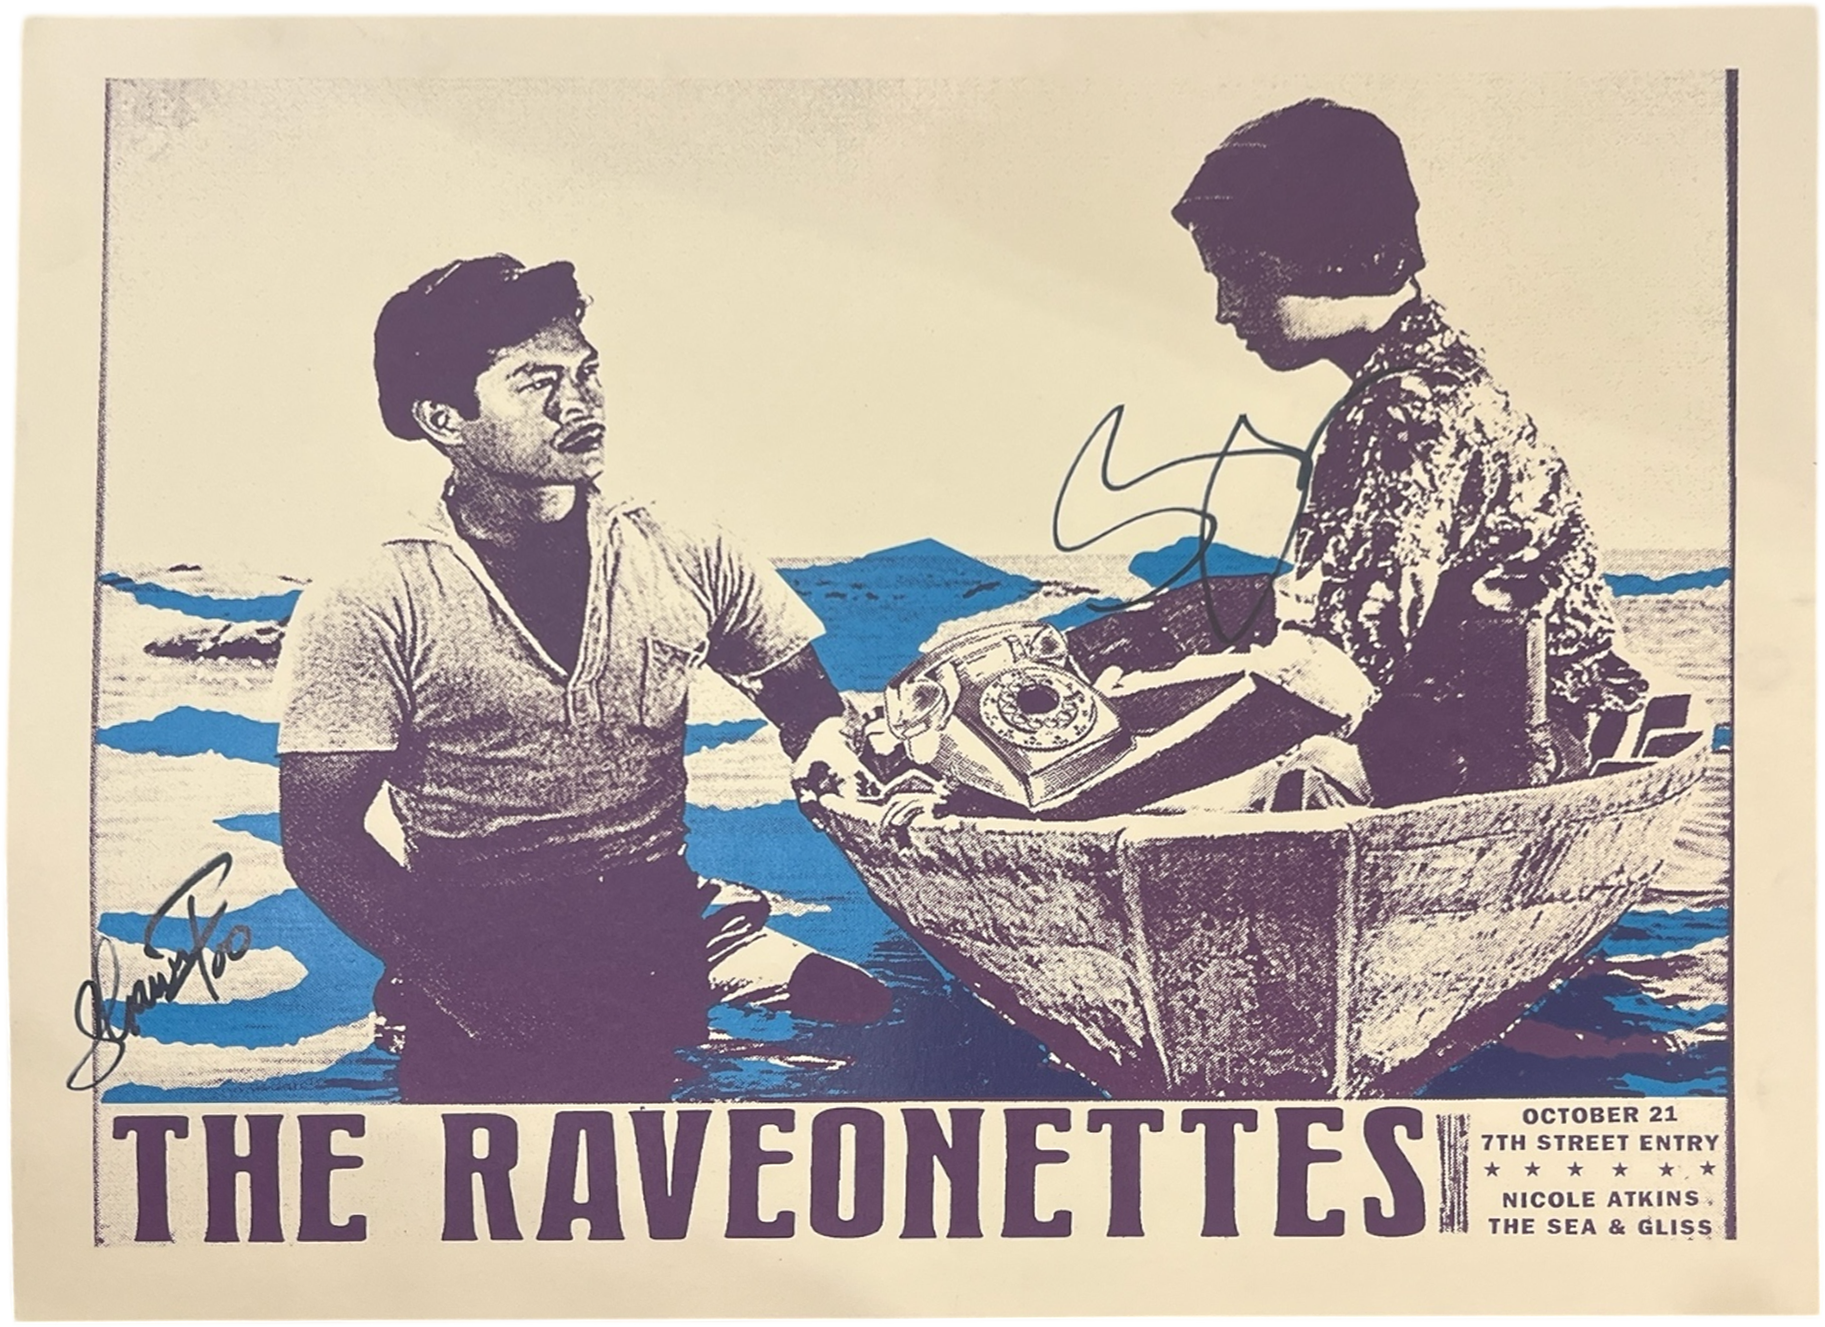 THE RAVEONETTES
OCTOBER 21
7TH STREET ENTRY
NICOLE ATKINS
THE SEA & GLISS